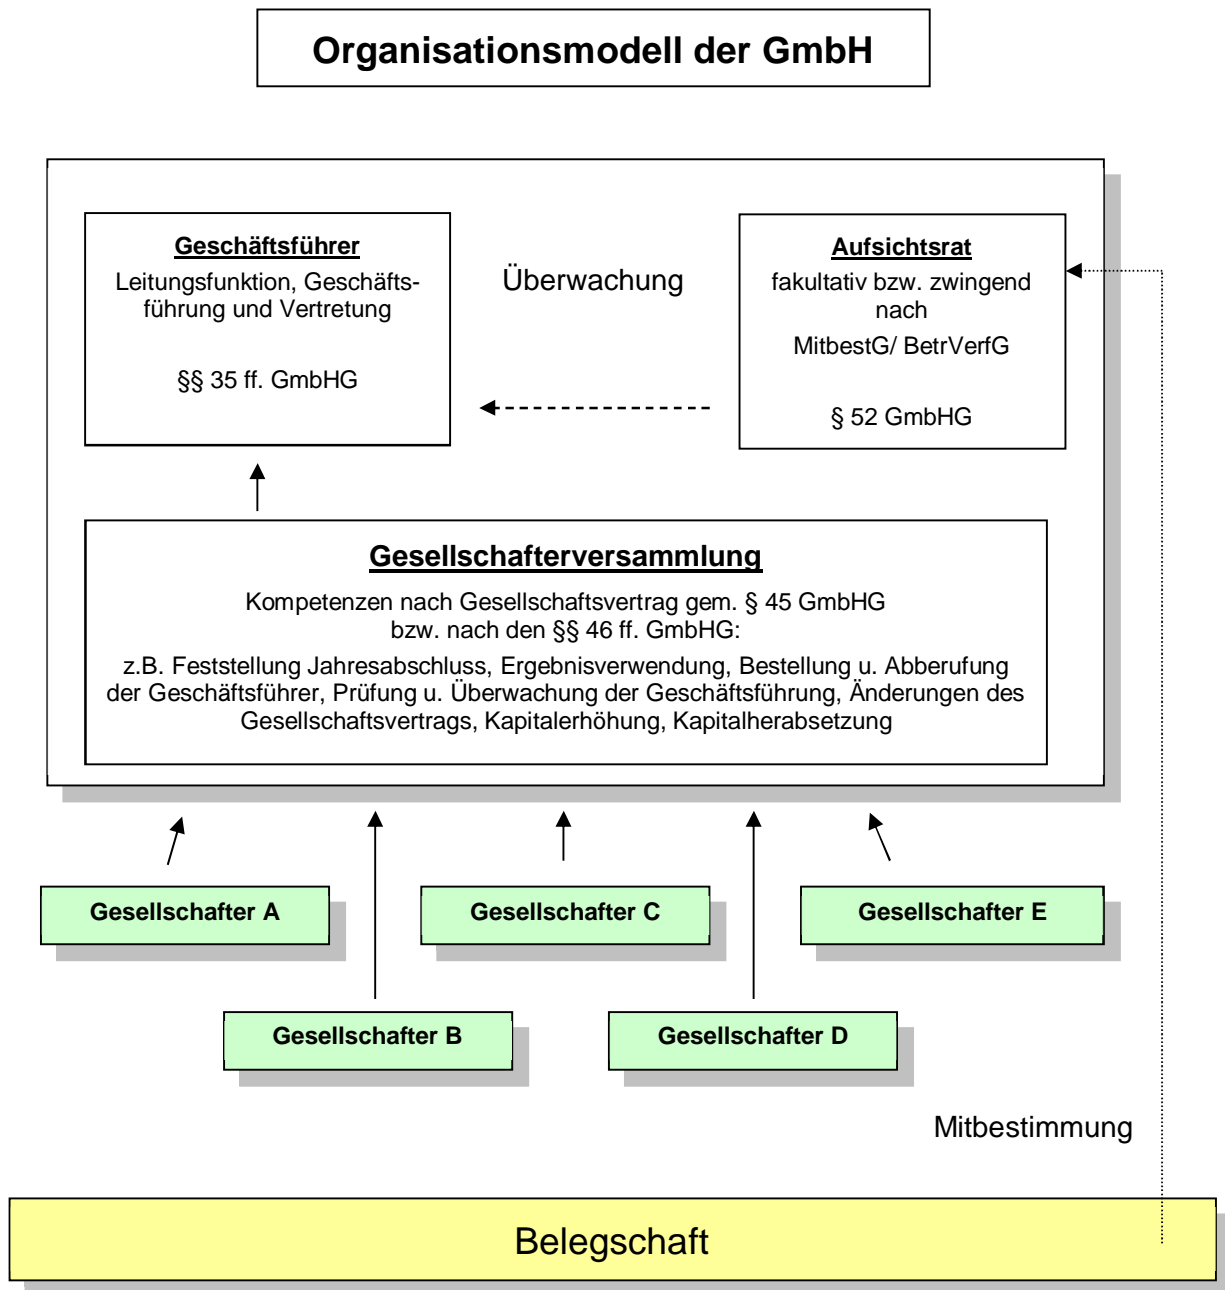 Organisationsmodell der GmbH
Geschäftsführer
Leitungsfunktion, Geschäfts-
führung und Vertretung
§§ 35 ff. GmbHG
Überwachung
Aufsichtsrat
fakultativ bzw. zwingend
nach
MitbestG/ BetrVerfG
§ 52 GmbHG
Gesellschafterversammlung
Kompetenzen nach Gesellschaftsvertrag gem. § 45 GmbHG
bzw. nach den §§ 46 ff. GmbHG:
z.B. Feststellung Jahresabschluss, Ergebnisverwendung, Bestellung u. Abberufung
der Geschäftsführer, Prüfung u. Überwachung der Geschäftsführung, Änderungen des
Gesellschaftsvertrags, Kapitalerhöhung, Kapitalherabsetzung
Gesellschafter A
Gesellschafter C
Gesellschafter E
Gesellschafter B
Gesellschafter D
Mitbestimmung
Belegschaft